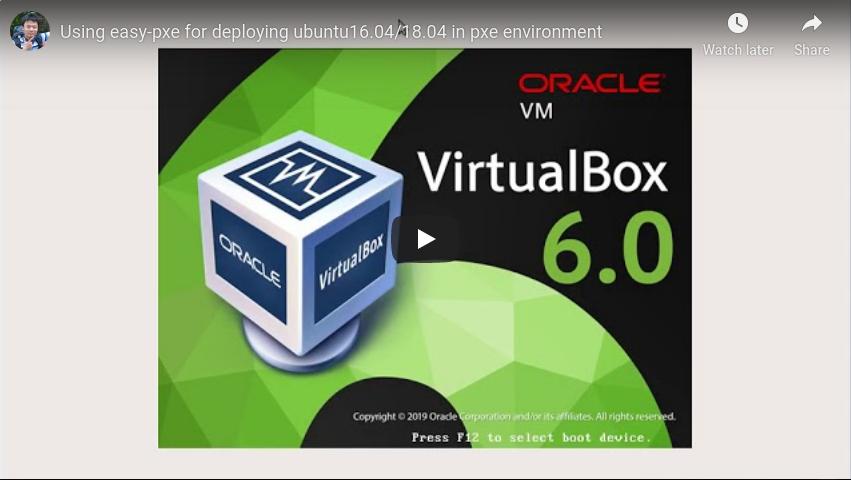 Using easy-pxe for deploying ubuntu16.04/18.04 in pxe environment
Watch later
Share
ORACLE
VM
VirtualBox
6.0
ORACLE
VirtualBox
Copyright © 2019 Oracle Corporation and/or its affiliates. All rights reserved.
Press F12 to select boot device.